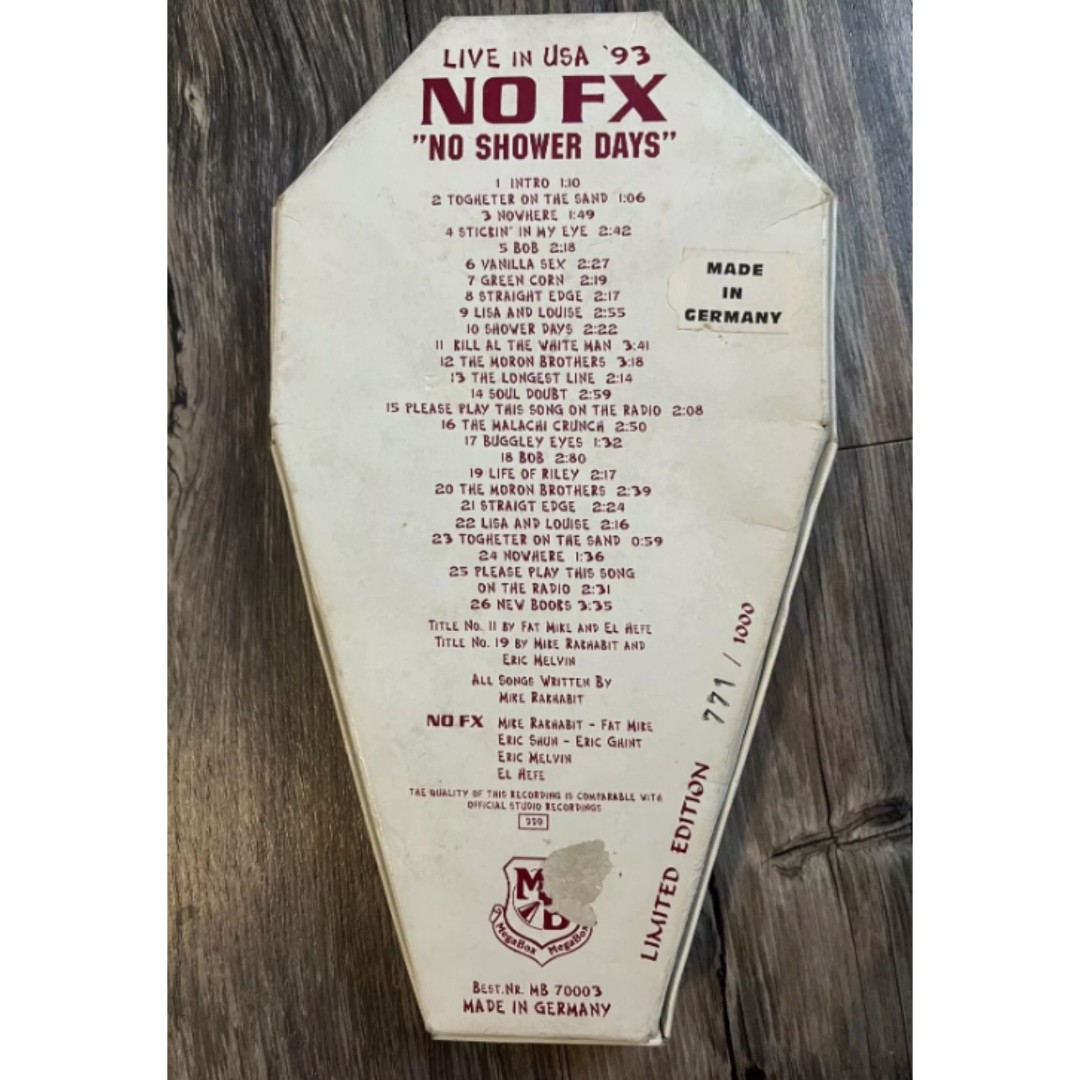 LIVE IN USA '93
NO FX
"NO SHOWER DAYS"
1 INTRO 1:10
2 TOGHETER ON THE SAND 1:06
3 NOWHERE 1:49
4 STICKIN' IN MY EYE 2:42
5 BOB 2:18
6 VANILLA SEX 2:27
7 GREEN CORN 2:19
8 STRAIGHT EDGE 2:17
9 LISA AND LOUISE 2:55
10 SHOWER DAYS 2:22
11 KILL AL THE WHITE MAN 3:41
12 THE MORON BROTHERS 3:18
13 THE LONGEST LINE 2:14
14 SOUL DOUBT 2:59
15 PLEASE PLAY THIS SONG ON THE RADIO 2:08
16 THE MALACHI CRUNCH 2:50
17 BUGGLEY EYES 1:32
18 BOB 2:80
19 LIFE OF RILEY 2:17
20 THE MORON BROTHERS 2:39
21 STRAIGT EDGE 2:24
22 LISA AND LOUISE 2:16
23 TOGHETER ON THE SAND 0:59
24 NOWHERE 1:36
25 PLEASE PLAY THIS SONG
ON THE RADIO 2:31
26 NEW BOOKS 3:35
TITLE NO. 11 BY FAT MIKE AND EL HEFE
TITLE NO. 19 BY MIKE RAKHABIT AND
ERIC MELVIN
ALL SONGS WRITTEN BY
MIKE RAKHABIT
NO FX MIKE RAKHABIT - FAT MIKE
ERIC SHUN - ERIC GHINT
ERIC MELVIN
EL HEFE
THE QUALITY OF THIS RECORDING IS COMPARABLE WITH
OFFICIAL STUDIO RECORDINGS
MegaBox MegaBox
BEST.NR. MB 70003
MADE IN GERMANY
MADE
IN
GERMANY
LIMITED EDITION 771 / 1000